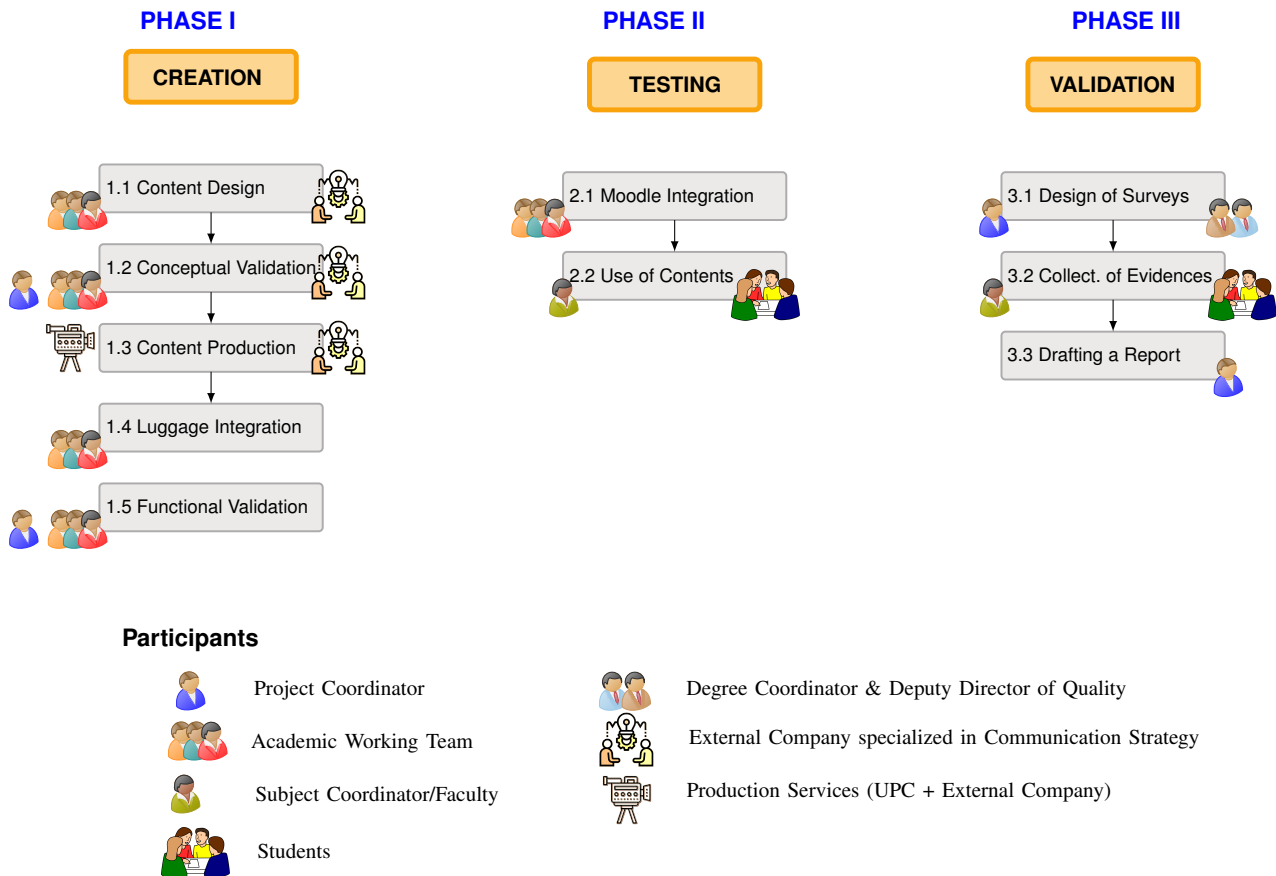 PHASE I
CREATION
1.1 Content Design
1.2 Conceptual Validation
1.3 Content Production
1.4 Luggage Integration
1.5 Functional Validation
PHASE II
TESTING
2.1 Moodle Integration
2.2 Use of Contents
PHASE III
VALIDATION
3.1 Design of Surveys
3.2 Collect. of Evidences
3.3 Drafting a Report
Participants
Project Coordinator
Academic Working Team
Subject Coordinator/Faculty
Students
Degree Coordinator & Deputy Director of Quality
External Company specialized in Communication Strategy
Production Services (UPC + External Company)